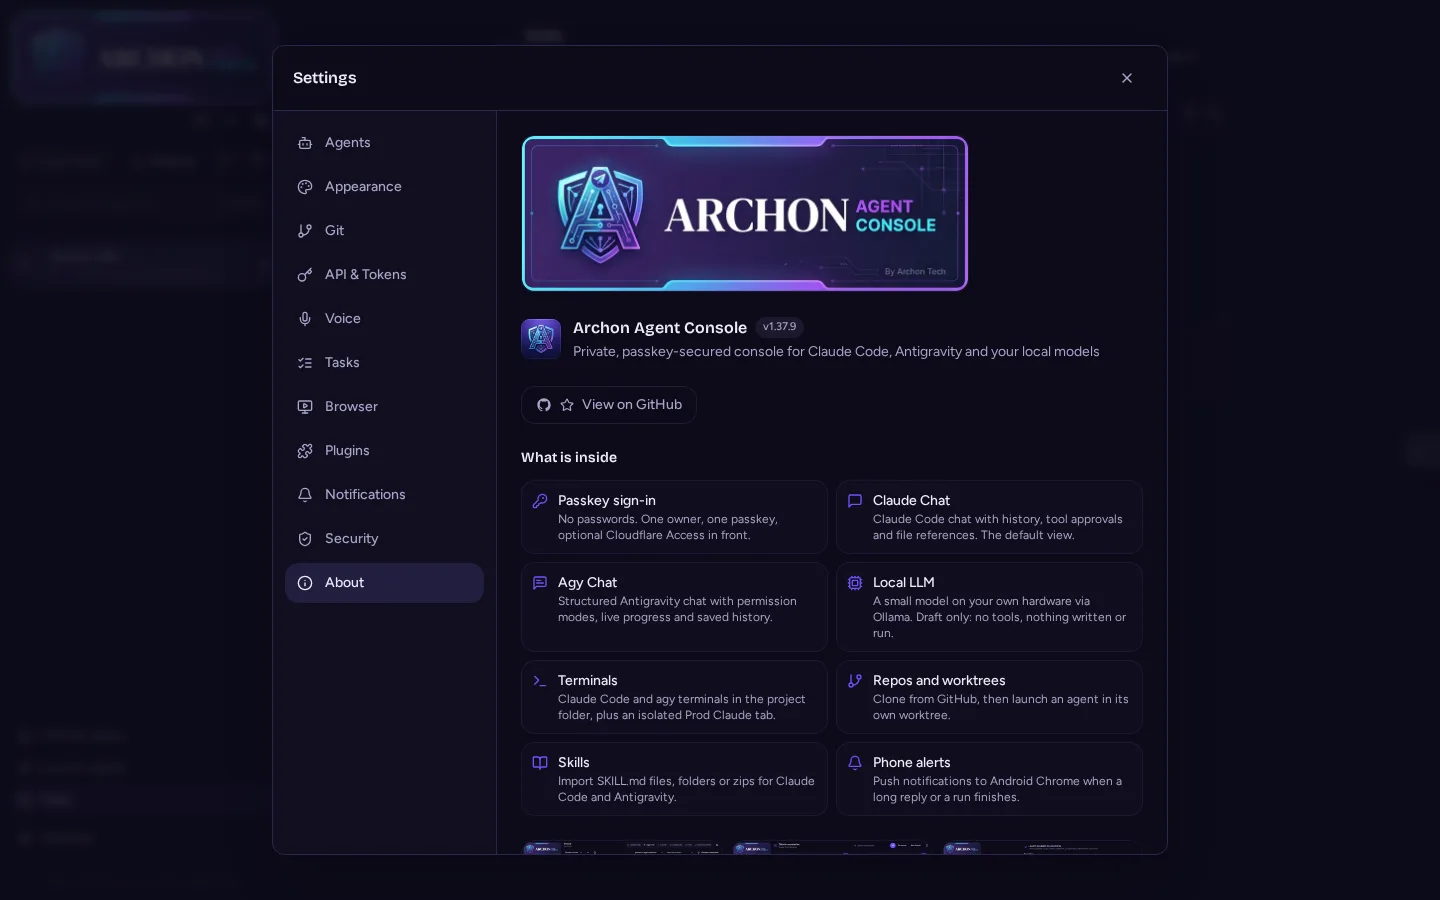 Settings
Agents
Appearance
Git
API & Tokens
Voice
Tasks
Browser
Plugins
Notifications
Security
About
ARCHON AGENT CONSOLE
By Archon Tech
Archon Agent Console v1.37.9
Private, passkey-secured console for Claude Code, Antigravity and your local models
View on GitHub
What is inside
Passkey sign-in
No passwords. One owner, one passkey,
optional Cloudflare Access in front.
Claude Chat
Claude Code chat with history, tool approvals
and file references. The default view.
Agy Chat
Structured Antigravity chat with permission
modes, live progress and saved history.
Local LLM
A small model on your own hardware via
Ollama. Draft only: no tools, nothing written or
run.
Terminals
Claude Code and agy terminals in the project
folder, plus an isolated Prod Claude tab.
Repos and worktrees
Clone from GitHub, then launch an agent in its
own worktree.
Skills
Import SKILL.md files, folders or zips for Claude
Code and Antigravity.
Phone alerts
Push notifications to Android Chrome when a
long reply or a run finishes.
ARCHON
ARCHON
ARCHON